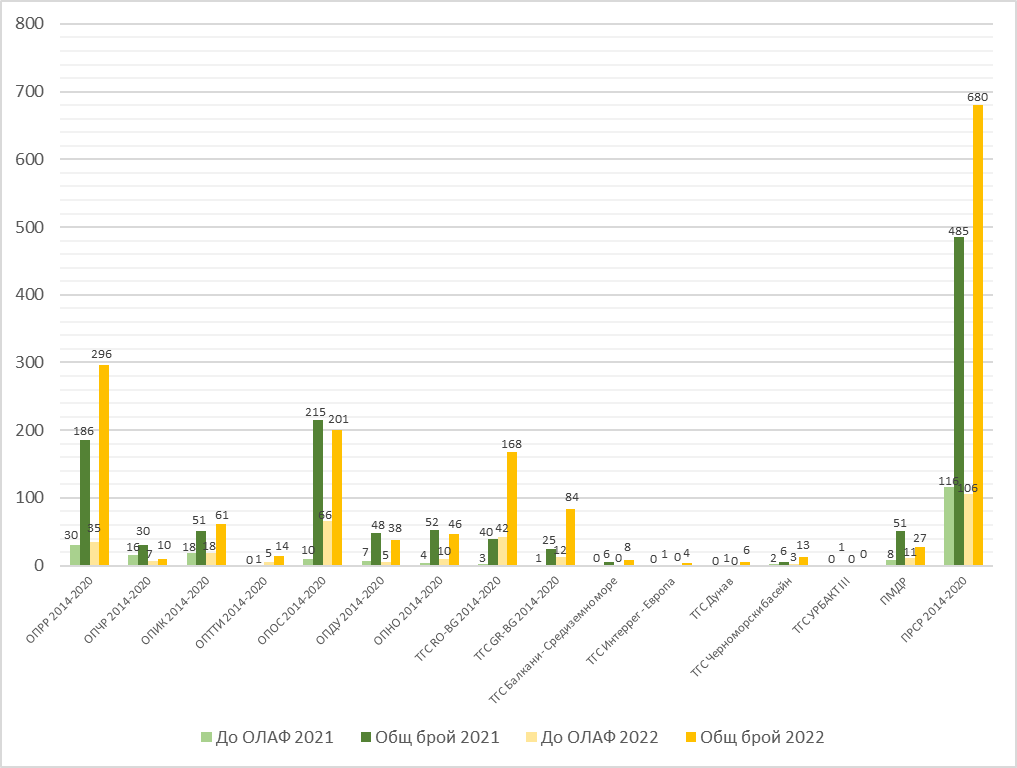 800
700
600
500
400
300
200
100
0
30 186 35 296
16 30 7 10
18 51 18 61
0 1 5 14
10 215 66 201
7 48 5 38
4 52 10 46
3 40 42 168
1 25 12 84
0 6 0 8
0 1 0 4
0 1 0 6
2 6 3 13
0 1 0 0
8 51 11 27
116 485 106 680
ОПРР 2014-2020
ОПЧР 2014-2020
ОПИК 2014-2020
ОПТТИ 2014-2020
ОПОС 2014-2020
ОПДУ 2014-2020
ОПНО 2014-2020
ТГС RO-BG 2014-2020
ТГС GR-BG 2014-2020
ТГС Балкани - Средиземно море
ТГС Интеррег - Европа
ТГС Дунав
ТГС Черноморски басейн
ТГС УРБАКТ III
ПМДР
ПРСР 2014-2020
До ОЛАФ 2021 Общ брой 2021 До ОЛАФ 2022 Общ брой 2022